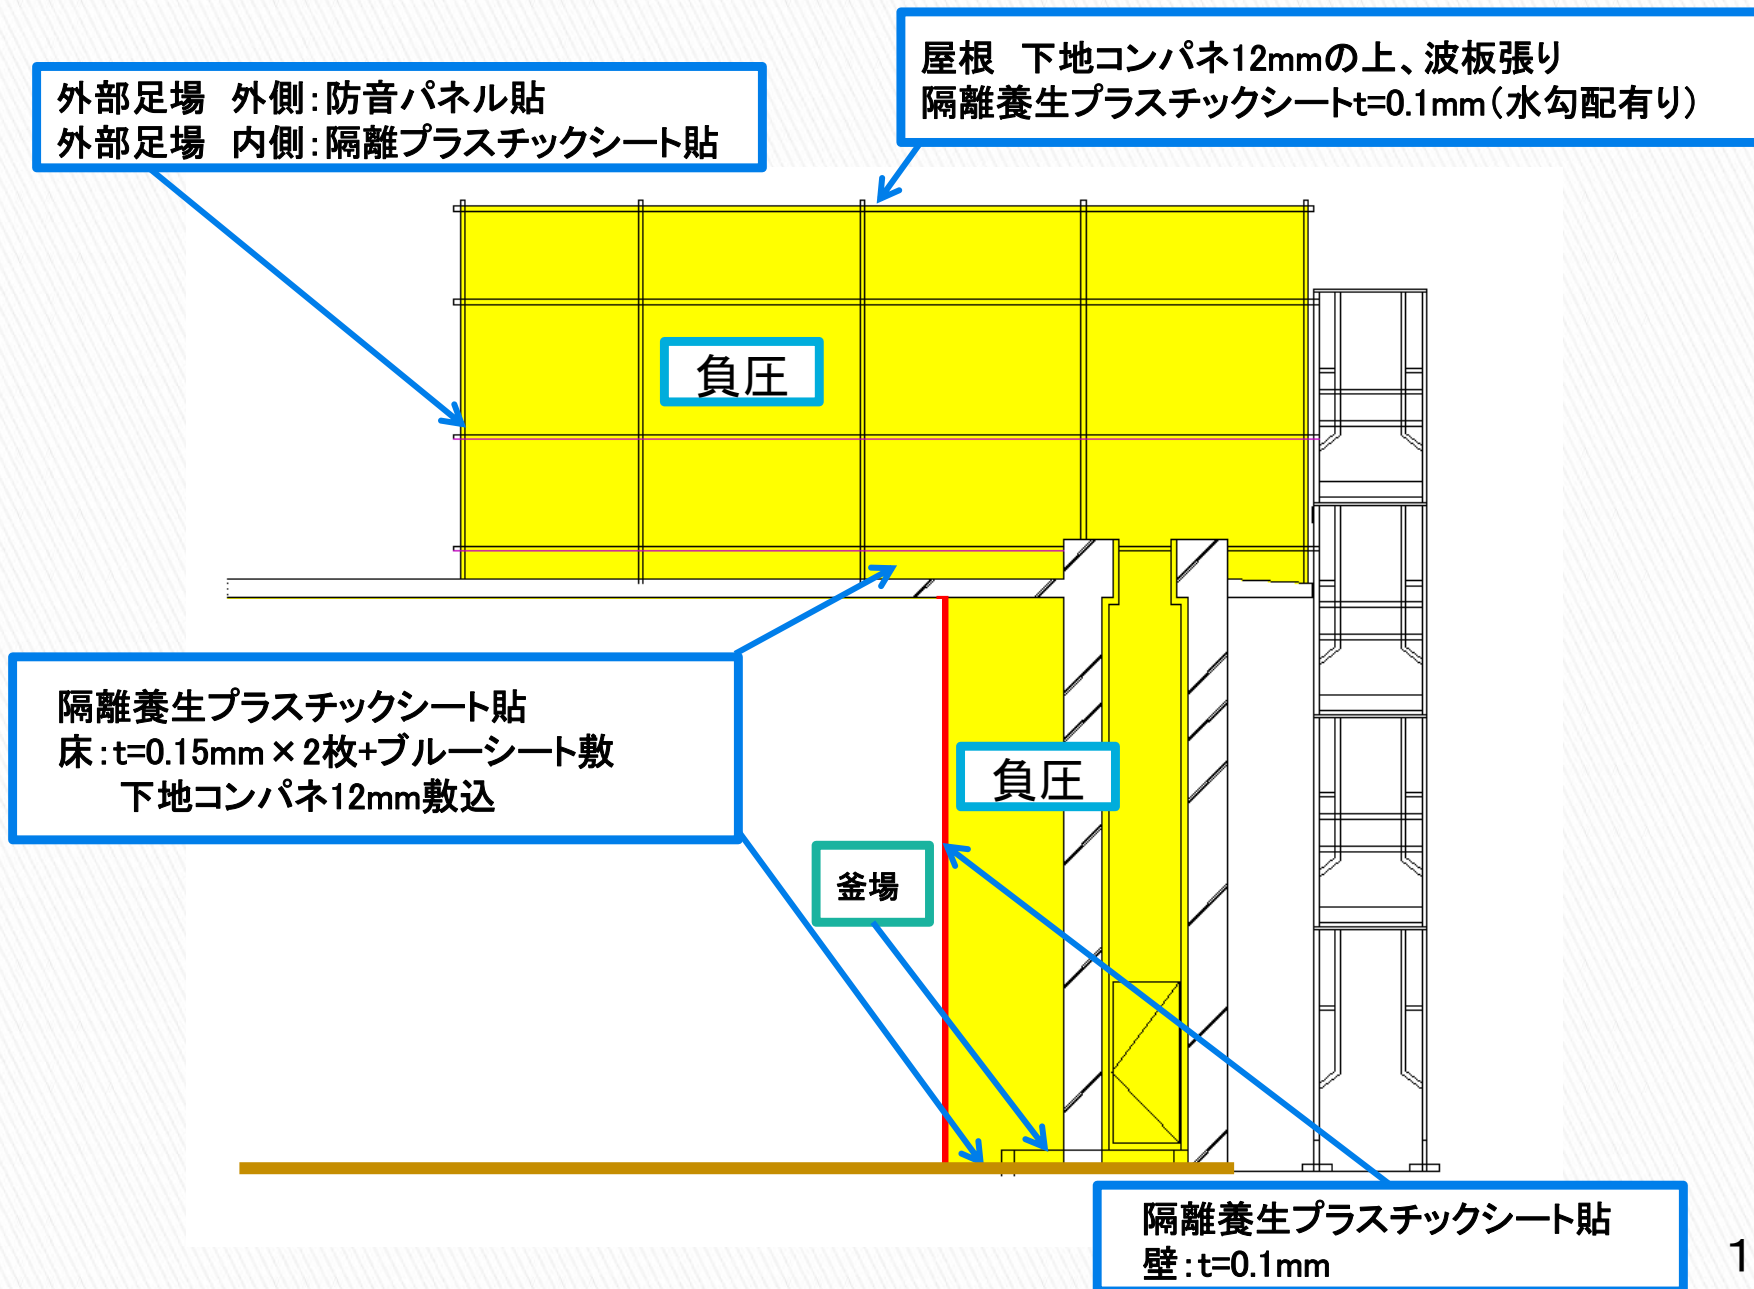 外部足場　外側：防音パネル貼
外部足場　内側：隔離プラスチックシート貼
屋根　下地コンパネ12mmの上、波板張り
隔離養生プラスチックシートt=0.1mm（水勾配有り）
負圧
隔離養生プラスチックシート貼
床：t=0.15mm×2枚+ブルーシート敷
下地コンパネ12mm敷込
負圧
釜場
隔離養生プラスチックシート貼
壁：t=0.1mm
1